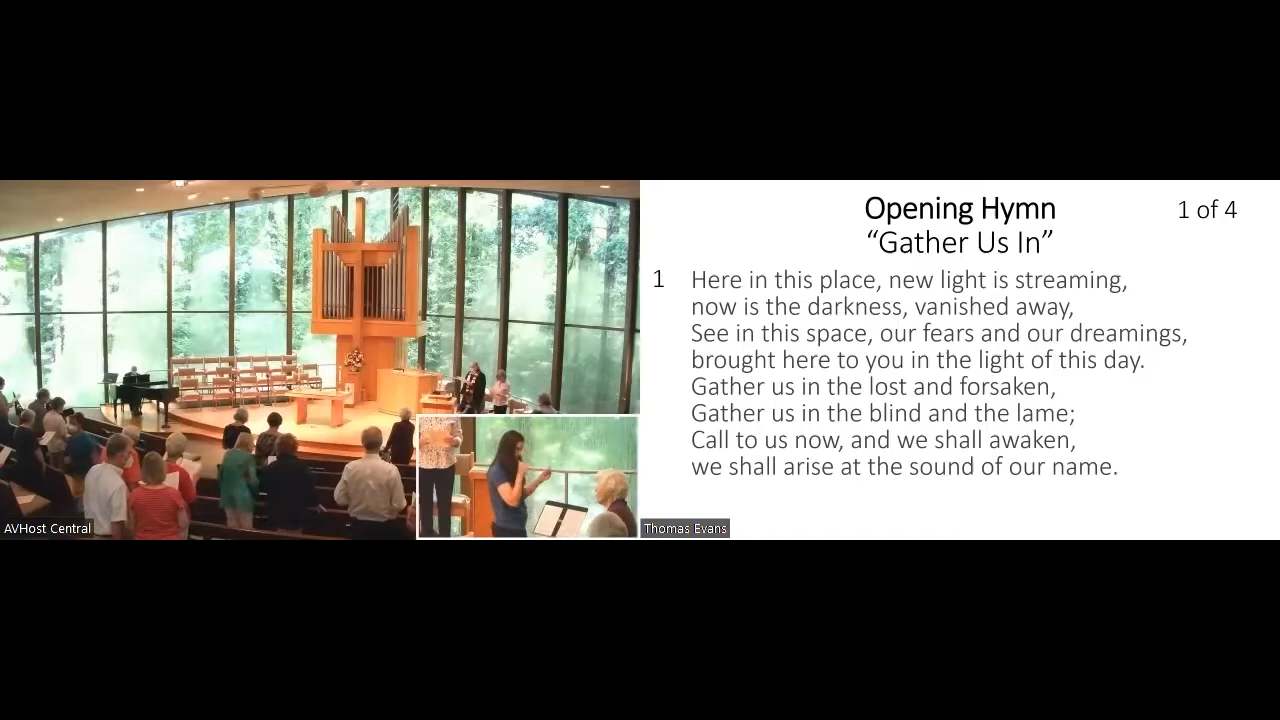 Opening Hymn
1 of 4
“Gather Us In”
1 Here in this place, new light is streaming,
now is the darkness, vanished away,
See in this space, our fears and our dreamings,
brought here to you in the light of this day.
Gather us in the lost and forsaken,
Gather us in the blind and the lame;
Call to us now, and we shall awaken,
we shall arise at the sound of our name.
AVHost Central
Thomas Evans